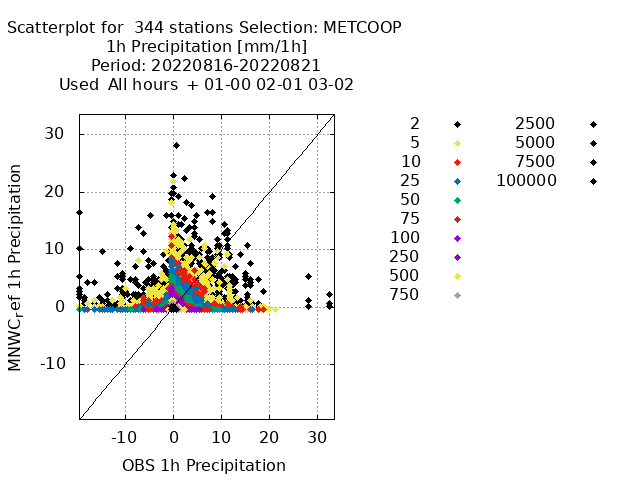 Scatterplot for 344 stations Selection: METCOOP
1h Precipitation [mm/1h]
Period: 20220816-20220821
Used All hours + 01-00 02-01 03-02
30
20
10
0
-10
-10 0 10 20 30
OBS 1h Precipitation
MNWC_ref 1h Precipitation
2
5
10
25
50
75
100
250
500
750
2500
5000
7500
100000